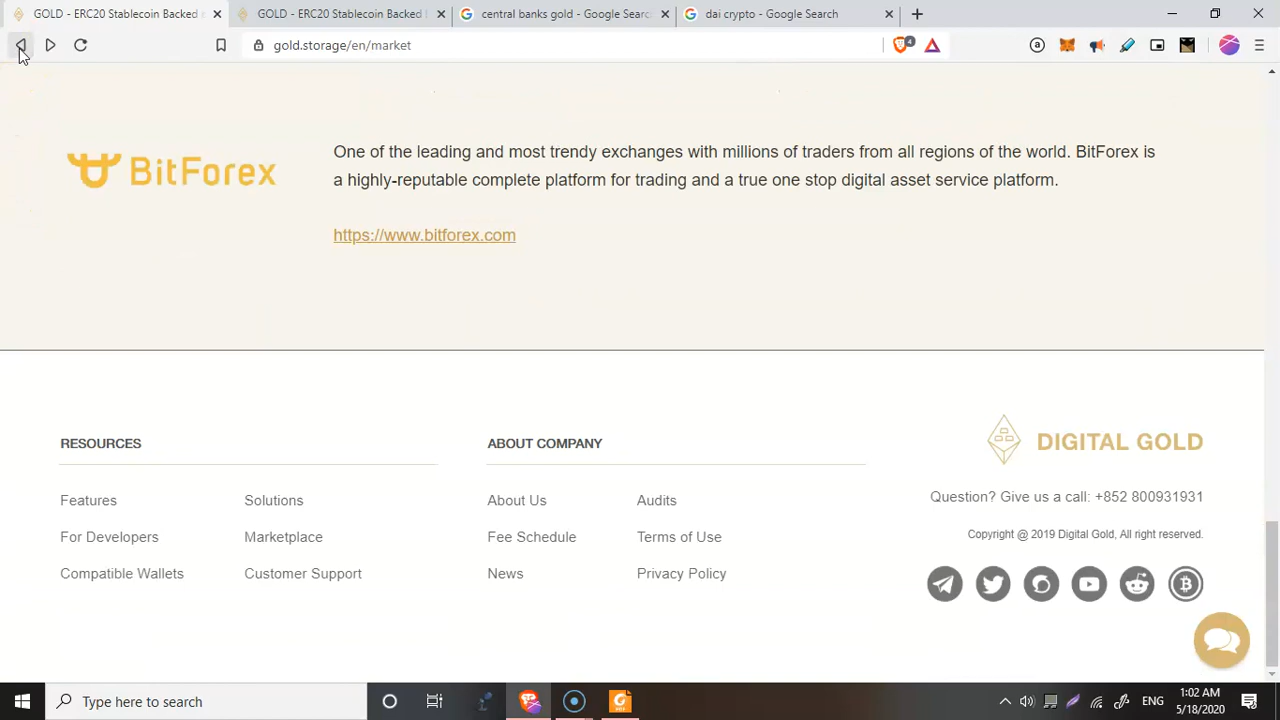 GOLD - ERC20 Stablecoin Backed
GOLD - ERC20 Stablecoin Backed
central banks gold - Google Searc
dai crypto - Google Search
gold.storage/en/market
4
BitForex
One of the leading and most trendy exchanges with millions of traders from all regions of the world. BitForex is
a highly-reputable complete platform for trading and a true one stop digital asset service platform.
https://www.bitforex.com
RESOURCES
Features
Solutions
For Developers
Marketplace
Compatible Wallets
Customer Support
ABOUT COMPANY
About Us
Audits
Fee Schedule
Terms of Use
News
Privacy Policy
DIGITAL GOLD
Question? Give us a call: +852 800931931
Copyright @ 2019 Digital Gold, All right reserved.
Type here to search
ENG
1:02 AM
5/18/2020